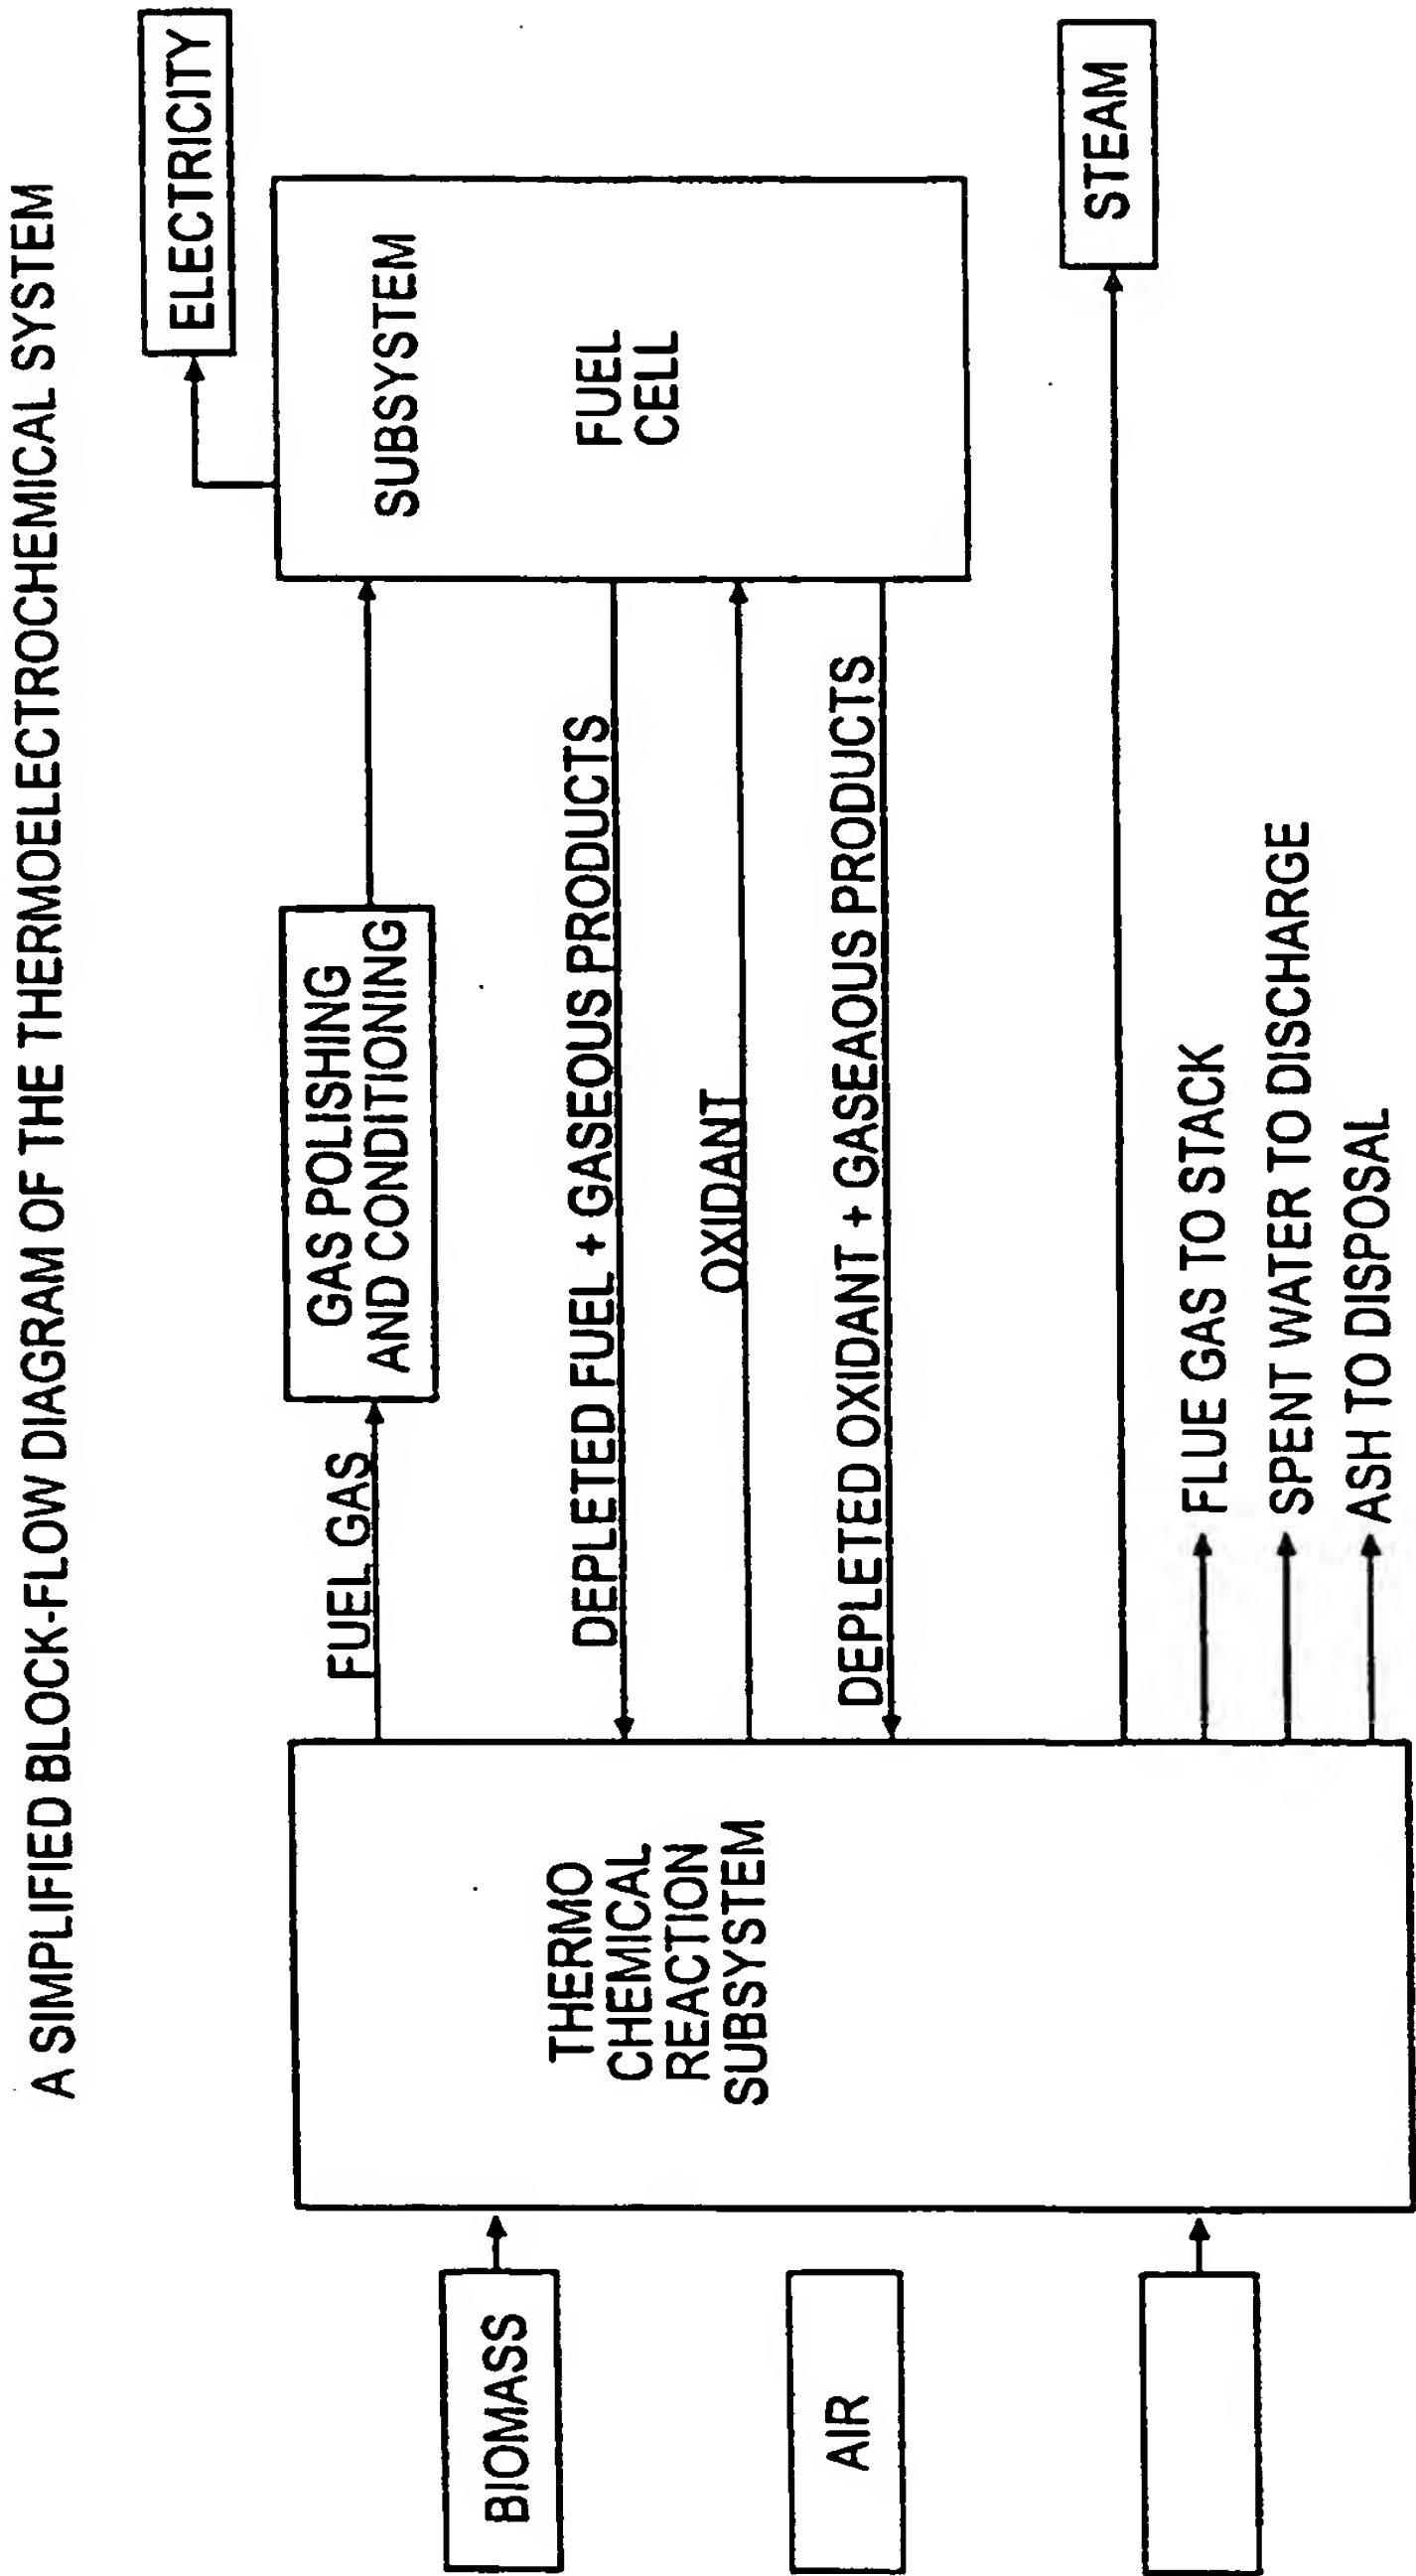 A SIMPLIFIED BLOCK-FLOW DIAGRAM OF THE THERMOELECTROCHEMICAL SYSTEM
ELECTRICITY
SUBSYSTEM
FUEL
CELL
GAS POLISHING
AND CONDITIONING
FUEL GAS
DEPLETED FUEL + GASEOUS PRODUCTS
OXIDANT
DEPLETED OXIDANT + GASEAOUS PRODUCTS
STEAM
THERMO
CHEMICAL
REACTION
SUBSYSTEM
FLUE GAS TO STACK
SPENT WATER TO DISCHARGE
ASH TO DISPOSAL
BIOMASS
AIR